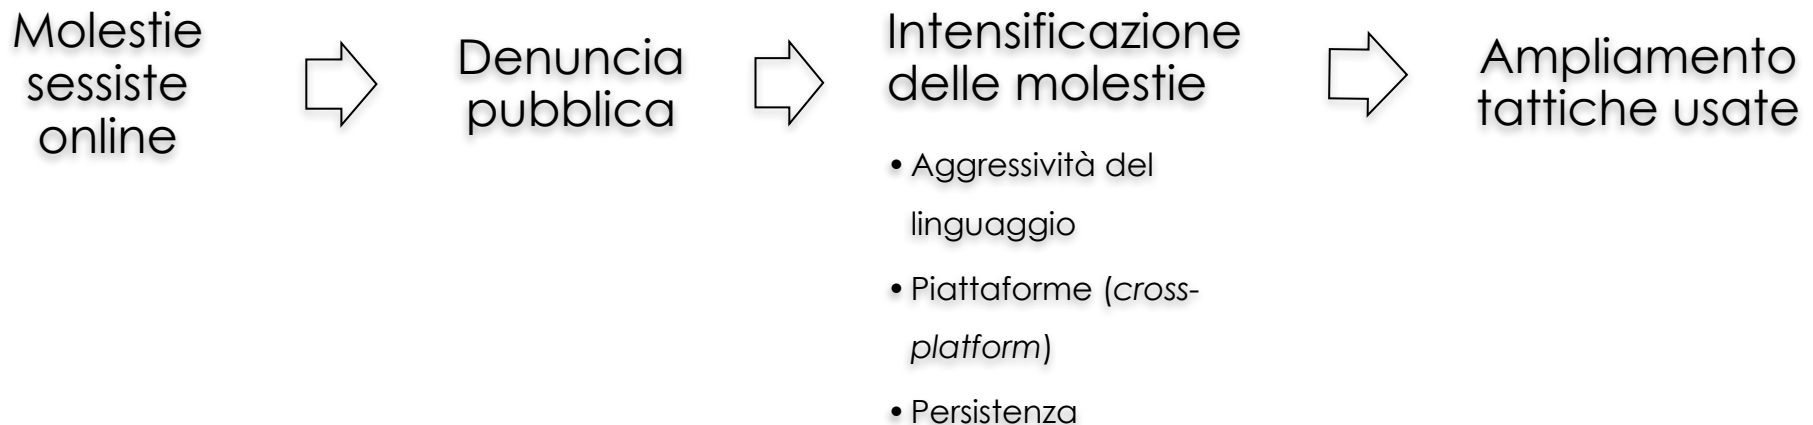 Molestie
sessiste
online
Denuncia
pubblica
Intensificazione
delle molestie
• Aggressività del
linguaggio
• Piattaforme (cross-
platform)
• Persistenza
Ampliamento
tattiche usate